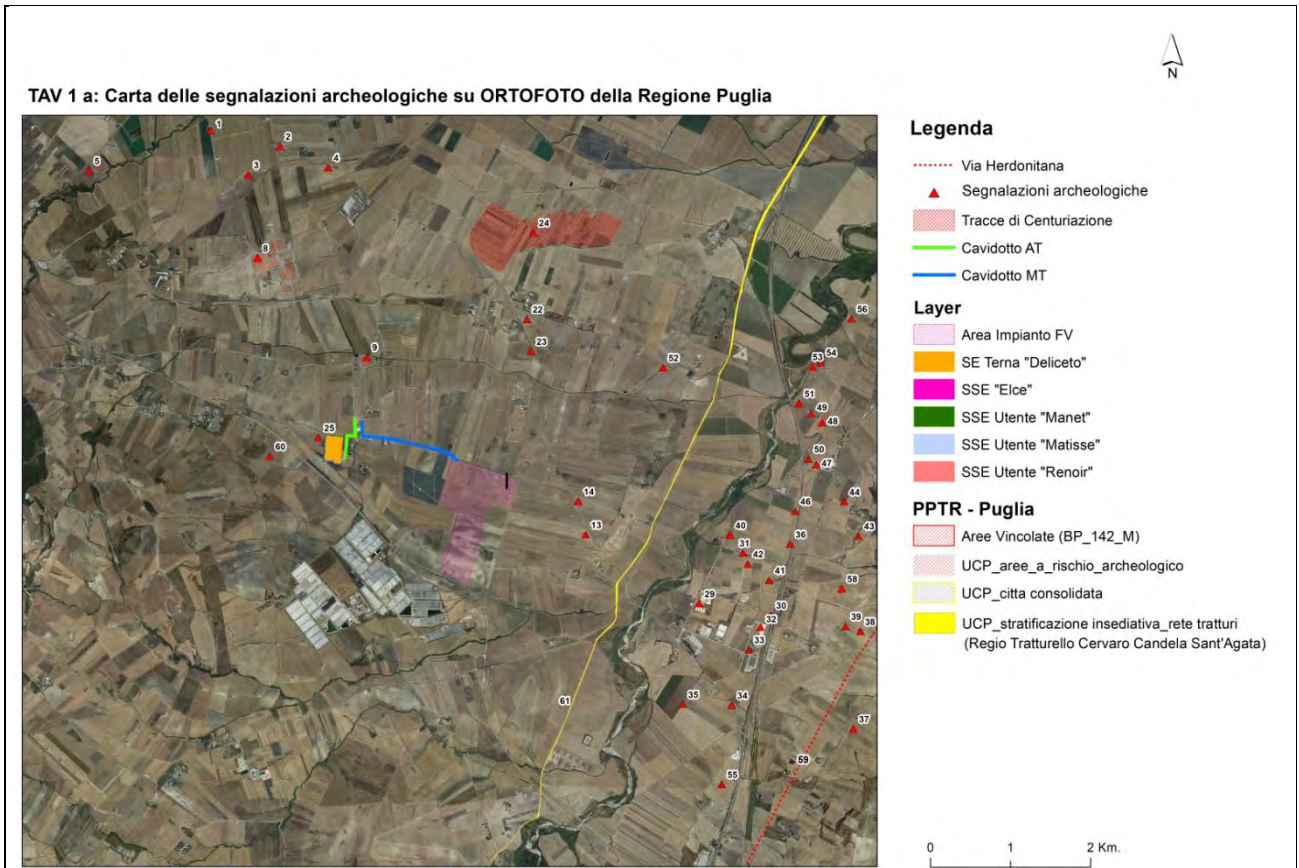 N
TAV 1 a: Carta delle segnalazioni archeologiche su ORTOFOTO della Regione Puglia
1
2
3
4
5
24
8
22
23
9
52
56
53
54
51
49
48
25
60
50
47
14
13
46
44
43
40
36
31
42
41
58
29
30
32
39
38
33
35
34
61
37
59
55
Legenda
Via Herdonitana
Segnalazioni archeologiche
Tracce di Centuriazione
Cavidotto AT
Cavidotto MT
Layer
Area Impianto FV
SE Terna "Deliceto"
SSE "Elce"
SSE Utente "Manet"
SSE Utente "Matisse"
SSE Utente "Renoir"
PPTR - Puglia
Aree Vincolate (BP_142_M)
UCP_aree_a_rischio_archeologico
UCP_citta consolidata
UCP_stratificazione insediativa_rete tratturi
(Regio Tratturello Cervaro Candela Sant'Agata)
0 1 2 Km.